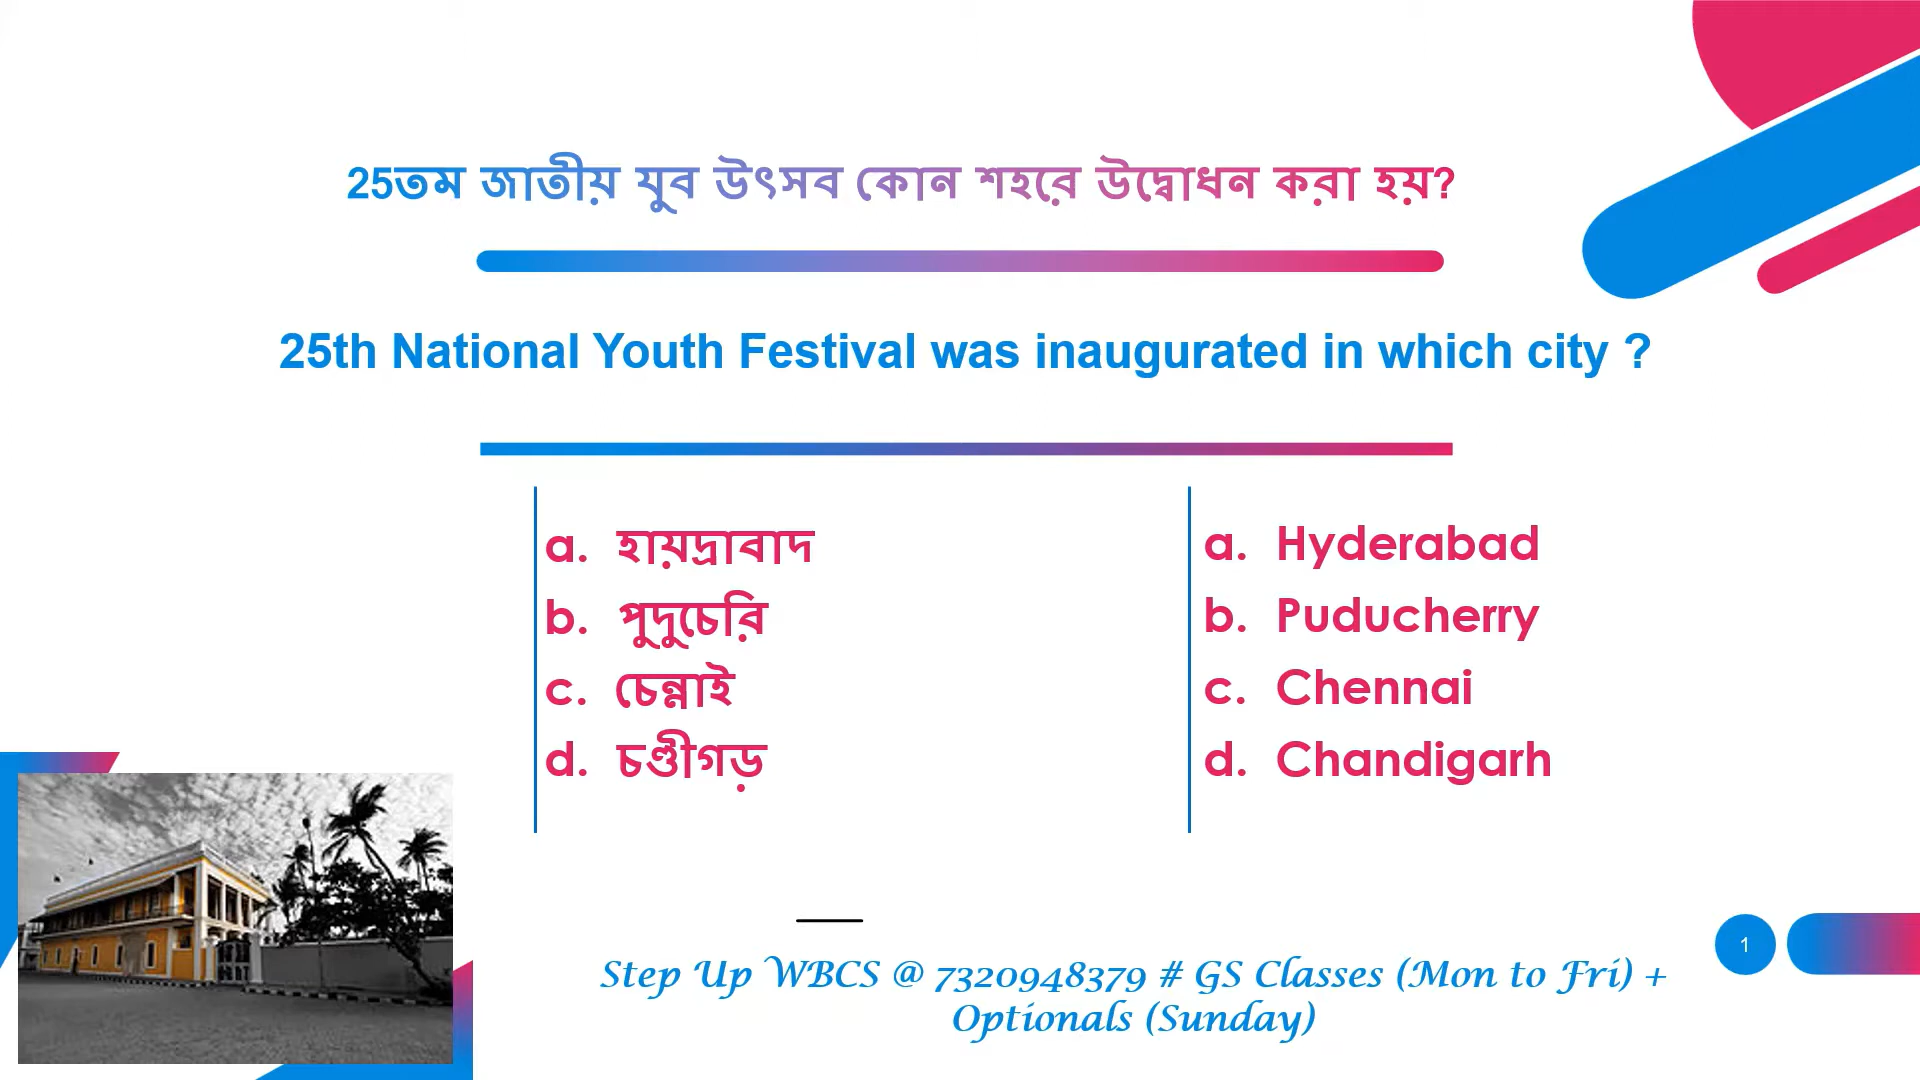 25তম জাতীয় যুব উৎসব কোন শহরে উদ্বোধন করা হয়?
25th National Youth Festival was inaugurated in which city ?
a. হায়দ্রাবাদ
b. পুদুচেরি
c. চেন্নাই
d. চণ্ডীগড়
a. Hyderabad
b. Puducherry
c. Chennai
d. Chandigarh
1
Step Up WBCS @ 7320948379 # GS Classes (Mon to Fri) +
Optionals (Sunday)